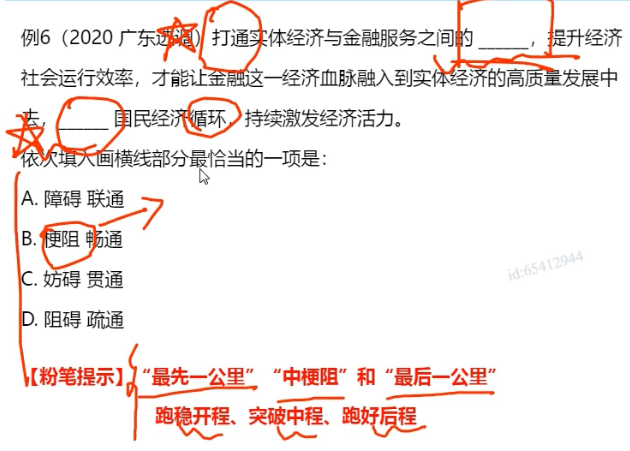 例6（2020 广东选调）打通实体经济与金融服务之间的 ______，提升经济
社会运行效率，才能让金融这一经济血脉融入到实体经济的高质量发展中
去，______ 国民经济循环，持续激发经济活力。
依次填入画横线部分最恰当的一项是：
A. 障碍 联通
B. 梗阻 畅通
C. 妨碍 贯通
D. 阻碍 疏通
id:65412944
【粉笔提示】“最先一公里” “中梗阻”和“最后一公里”
跑稳开程、突破中程、跑好后程